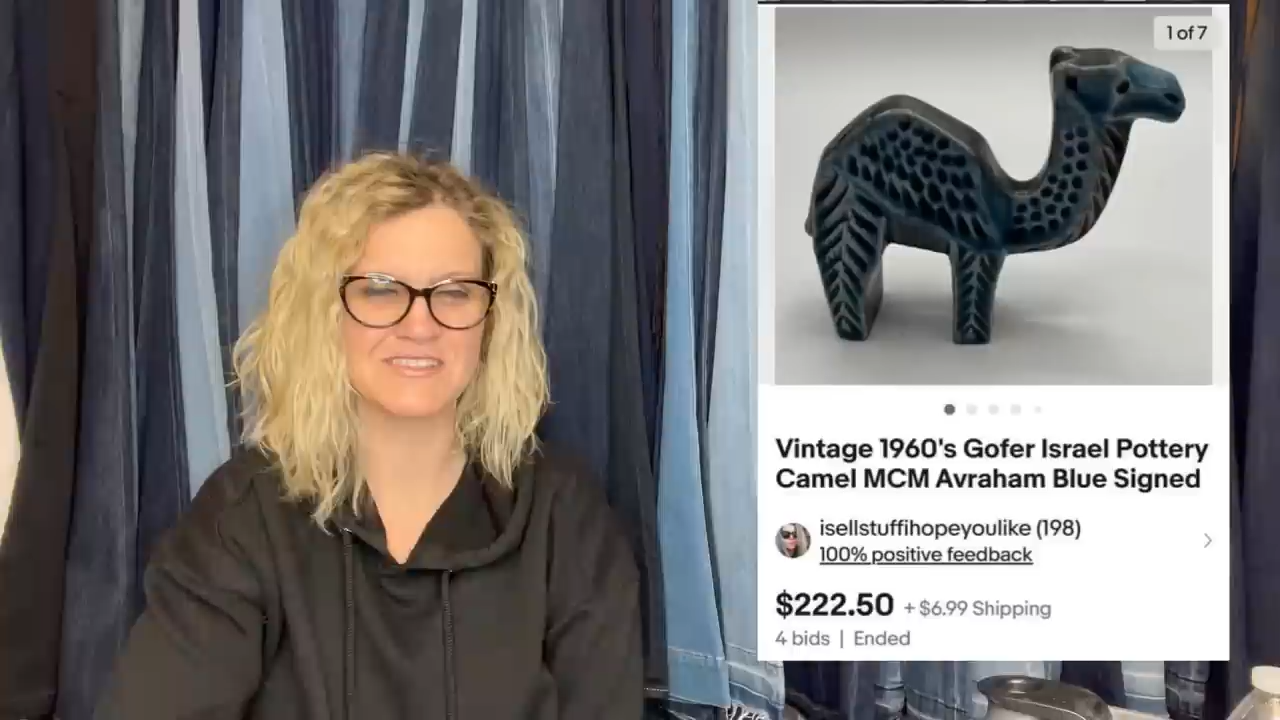 1 of 7
Vintage 1960's Gofer Israel Pottery
Camel MCM Avraham Blue Signed
isellstuffihopeyoulike (198)
100% positive feedback
$222.50 + $6.99 Shipping
4 bids | Ended